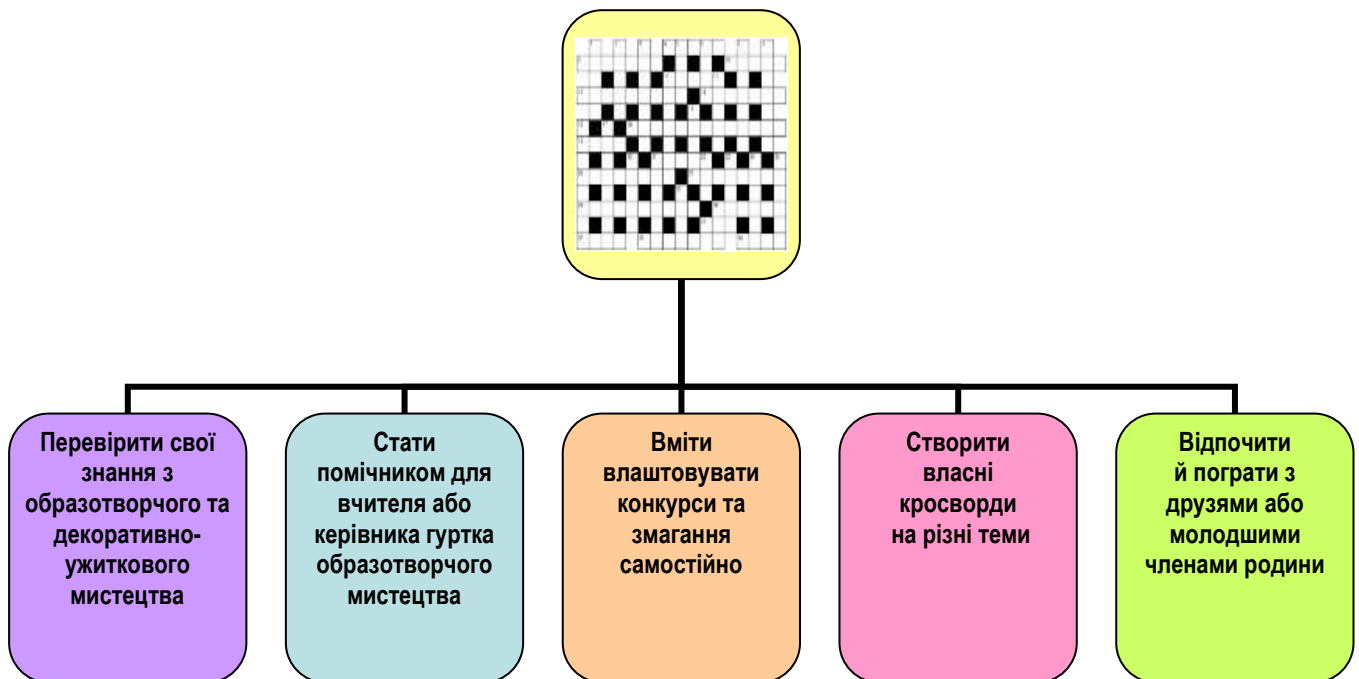 Перевірити свої
знання з
образотворчого та
декоративно-
ужиткового
мистецтва
Стати
помічником для
вчителя або
керівника гуртка
образотворчого
мистецтва
Вміти
влаштовувати
конкурси та
змагання
самостійно
Створити
власні
кросворди
на різні теми
Відпочити
й пограти з
друзями або
молодшими
членами родини